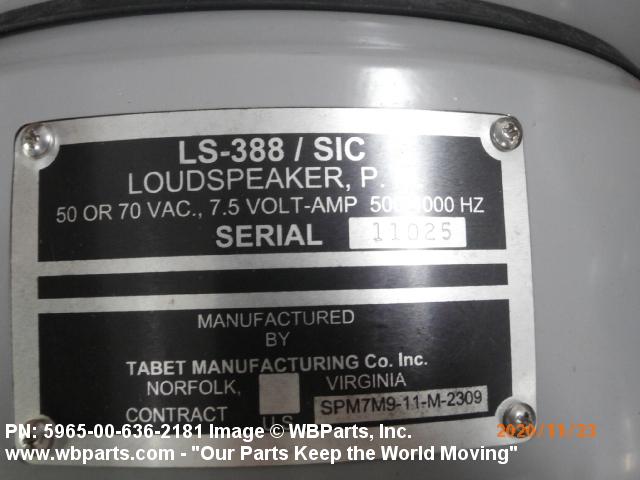 LS-388 / SIC
LOUDSPEAKER, P.
50 OR 70 VAC., 7.5 VOLT-AMP HZ
SERIAL 11025
MANUFACTURED
BY
TABET MANUFACTURING Co. Inc.
NORFOLK, VIRGINIA
CONTRACT SPM7M9-11-M-2309
U.S.
PN: 5965-00-636-2181 Image © WBParts, Inc.
www.wbparts.com - "Our Parts Keep the World Moving"
2020/11/23